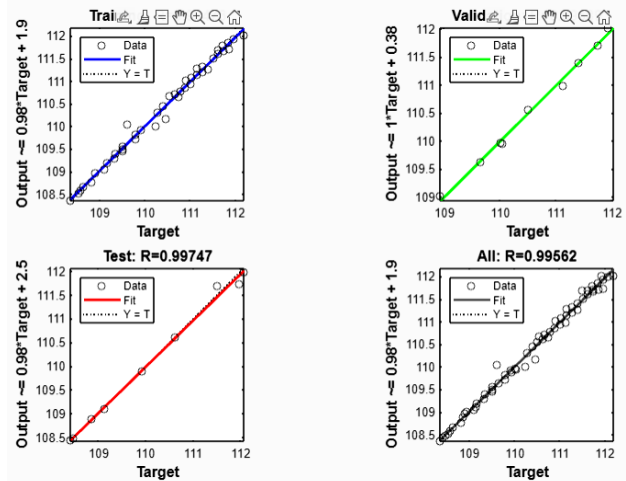 Trai
Output ~= 0.98*Target + 1.9
112
111.5
111
110.5
110
109.5
109
108.5
Data
Fit
Y = T
109
110
111
112
Target
Valid
Output ~= 1*Target + 0.38
112
111.5
111
110.5
110
109.5
109
Data
Fit
Y = T
109
110
111
112
Target
Test: R=0.99747
Output ~= 0.98*Target + 2.5
112
111.5
111
110.5
110
109.5
109
108.5
Data
Fit
Y = T
109
110
111
112
Target
All: R=0.99562
Output ~= 0.98*Target + 1.9
112
111.5
111
110.5
110
109.5
109
108.5
Data
Fit
Y = T
109
110
111
112
Target